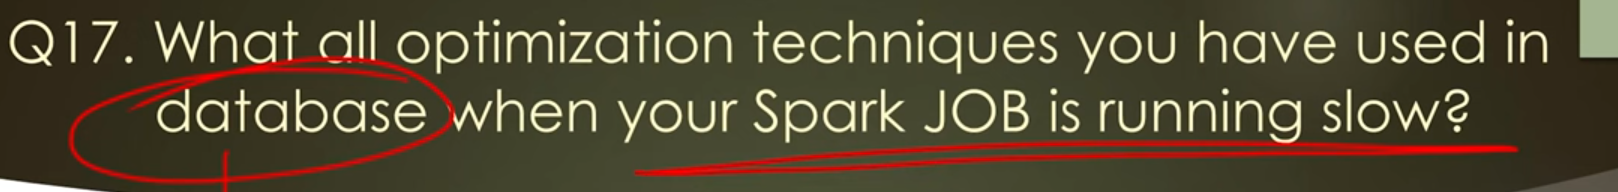 Q17. What all optimization techniques you have used in
database when your Spark JOB is running slow?